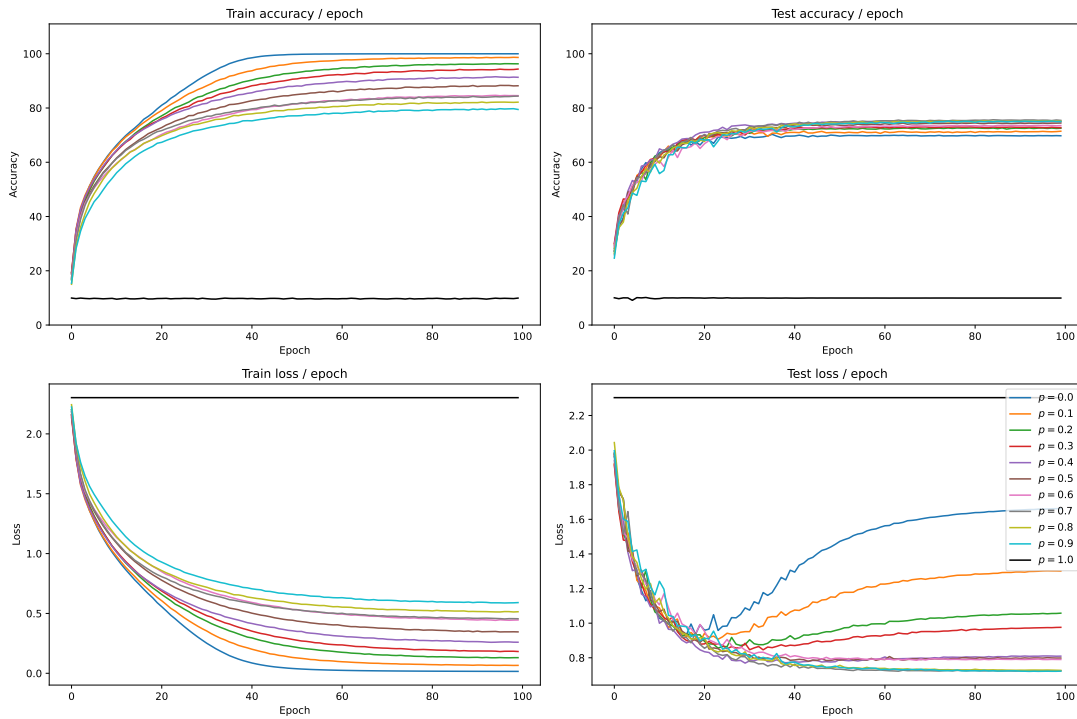 Train accuracy / epoch
Accuracy
100
80
60
40
20
0
0 20 40 60 80 100
Epoch
Test accuracy / epoch
Accuracy
100
80
60
40
20
0
0 20 40 60 80 100
Epoch
Train loss / epoch
Loss
2.0
1.5
1.0
0.5
0.0
0 20 40 60 80 100
Epoch
Test loss / epoch
Loss
2.2
2.0
1.8
1.6
1.4
1.2
1.0
0.8
0 20 40 60 80 100
Epoch
p = 0.0
p = 0.1
p = 0.2
p = 0.3
p = 0.4
p = 0.5
p = 0.6
p = 0.7
p = 0.8
p = 0.9
p = 1.0